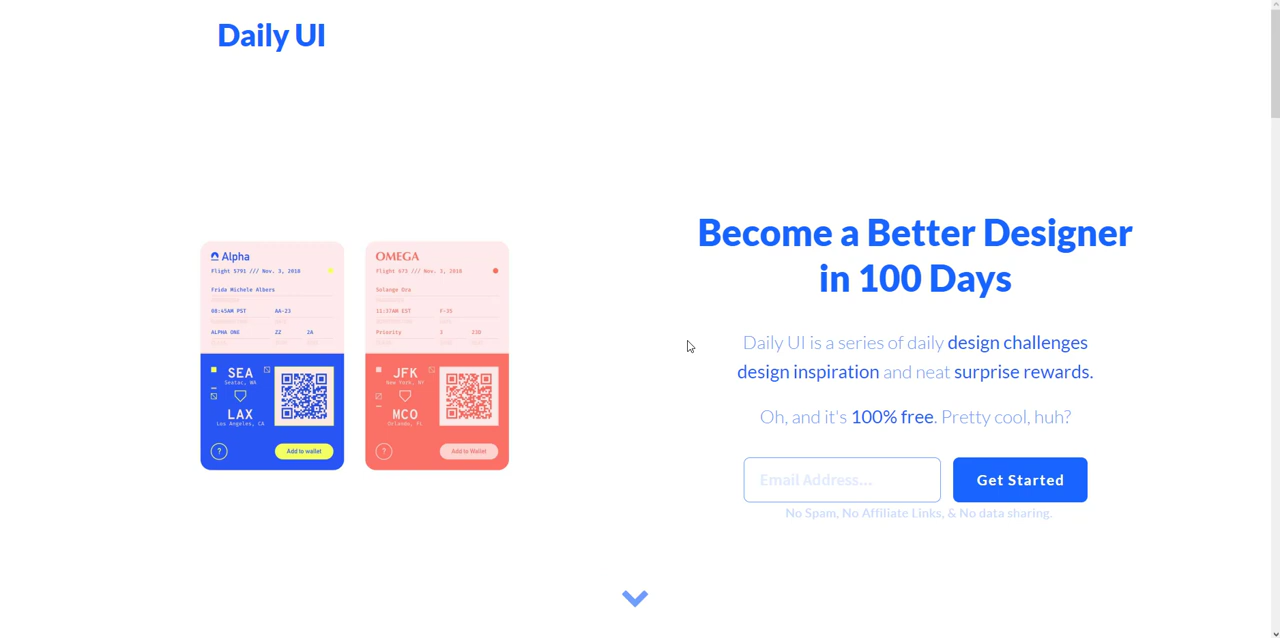 Daily UI
Become a Better Designer
in 100 Days
Daily UI is a series of daily design challenges
design inspiration and neat surprise rewards.
Oh, and it's 100% free. Pretty cool, huh?
Email Address...
Get Started
No Spam, No Affiliate Links, & No data sharing.
Alpha
Flight 5791 /// Nov. 3, 2018
Frida Michele Albers
08:45AM PST AA-23
ALPHA ONE ZZ 2A
SEA
Seatac, WA
LAX
Los Angeles, CA
?
Add to wallet
OMEGA
Flight 673 /// Nov. 3, 2018
Solange Ora
11:37AM EST F-35
Priority 3 23D
JFK
New York, NY
MCO
Orlando, FL
?
Add to Wallet